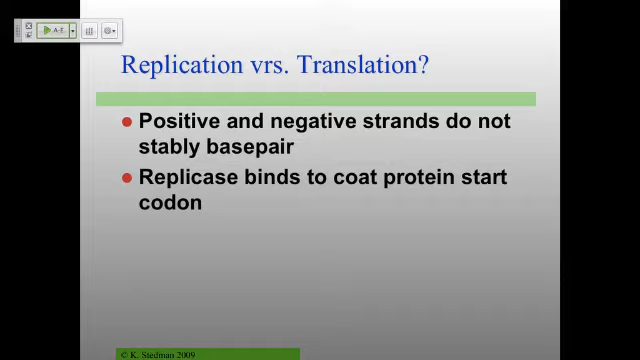 Replication vrs. Translation?
Positive and negative strands do not
stably basepair
Replicase binds to coat protein start
codon
© K. Stedman 2009